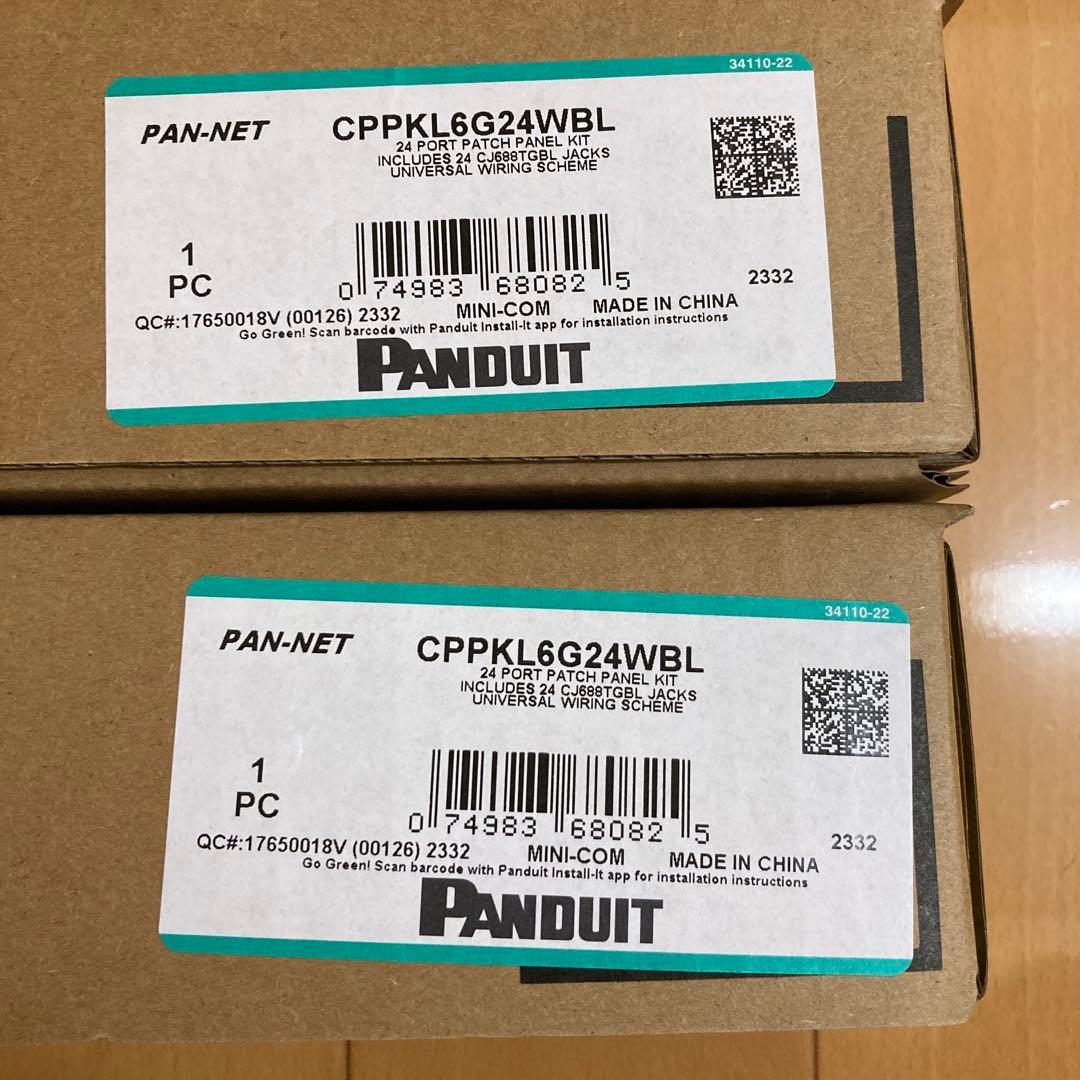 34110-22
PAN-NET
CPPKL6G24WBL
24 PORT PATCH PANEL KIT
INCLUDES 24 CJ688TGBL JACKS
UNIVERSAL WIRING SCHEME
1
PC
0 74983 68082 5
2332
QC#:17650018V (00126) 2332
MINI-COM
MADE IN CHINA
Go Green! Scan barcode with Panduit Install-It app for installation instructions
PANDUIT
34110-22
PAN-NET
CPPKL6G24WBL
24 PORT PATCH PANEL KIT
INCLUDES 24 CJ688TGBL JACKS
UNIVERSAL WIRING SCHEME
1
PC
0 74983 68082 5
2332
QC#:17650018V (00126) 2332
MINI-COM
MADE IN CHINA
Go Green! Scan barcode with Panduit Install-It app for installation instructions
PANDUIT